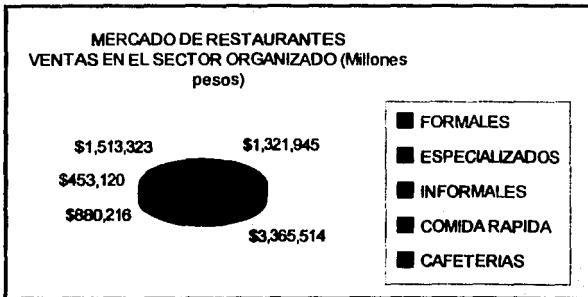 MERCADO DE RESTAURANTES
VENTAS EN EL SECTOR ORGANIZADO (Millones
pesos)
$1,513,323
$1,321,945
$453,120
$880,216
$3,365,514
FORMALES
ESPECIALIZADOS
INFORMALES
COMIDA RAPIDA
CAFETERIAS